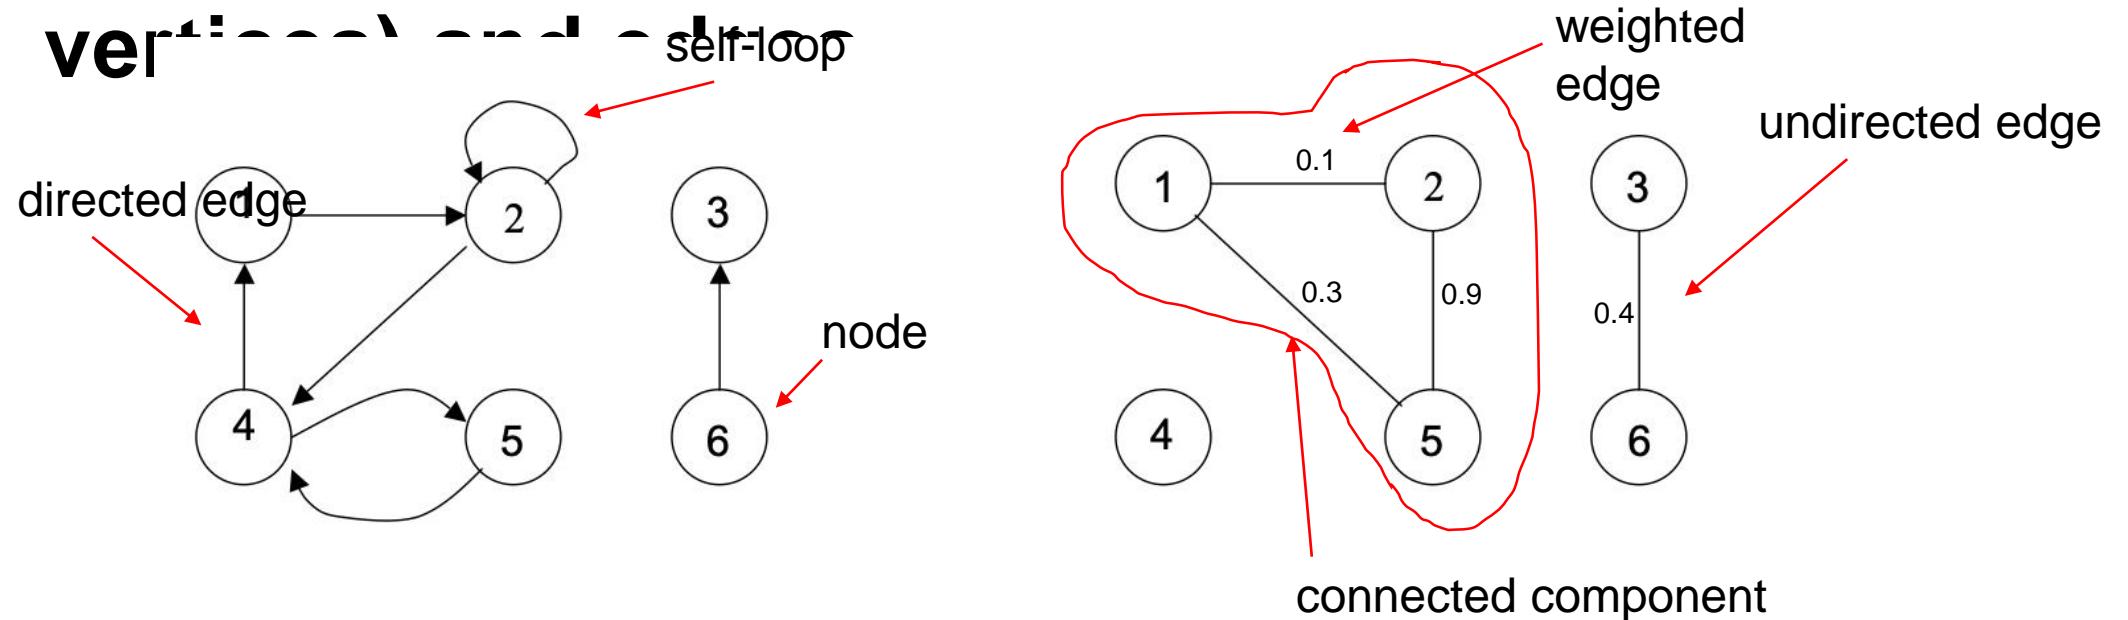 self-loop
weighted
edge
undirected edge
directed edge
1
2
3
node
4
5
6
1
0.1
2
3
0.3
0.9
0.4
4
5
6
connected component